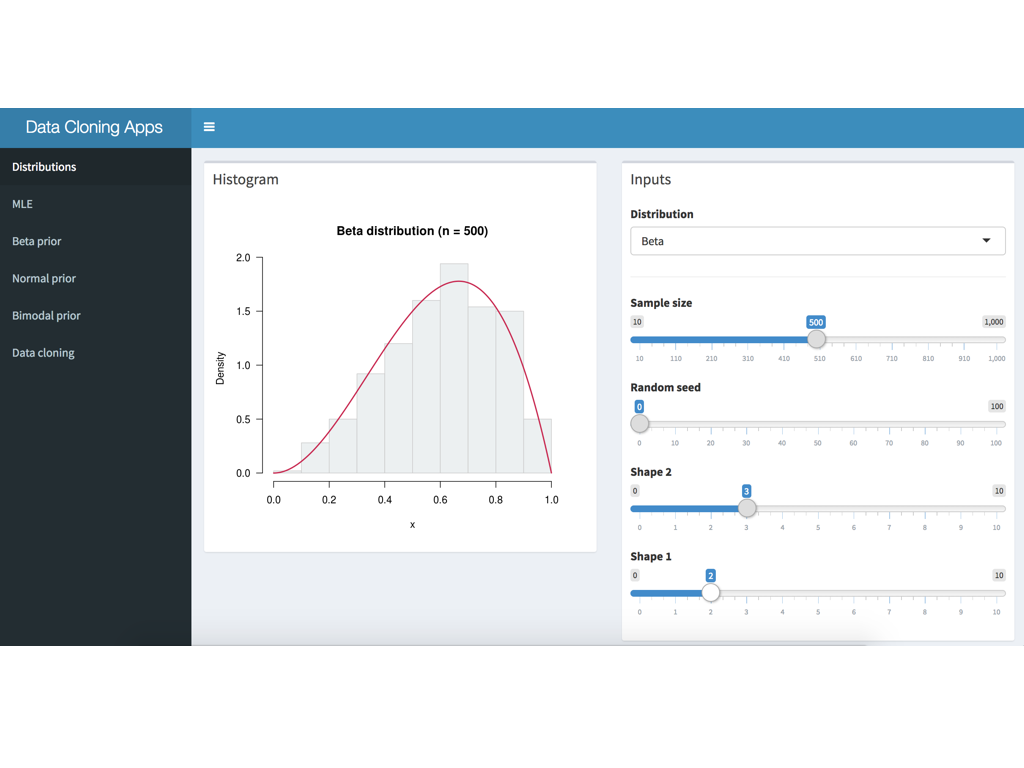 Data Cloning Apps
Distributions
MLE
Beta prior
Normal prior
Bimodal prior
Data cloning
Histogram
Beta distribution (n = 500)
Density
2.0
1.5
1.0
0.5
0.0
0.0 0.2 0.4 0.6 0.8 1.0
x
Inputs
Distribution
Beta
Sample size
10 500 1,000
10 110 210 310 410 510 610 710 810 910 1,000
Random seed
0 100
0 10 20 30 40 50 60 70 80 90 100
Shape 2
0 3 10
0 1 2 3 4 5 6 7 8 9 10
Shape 1
0 2 10
0 1 2 3 4 5 6 7 8 9 10